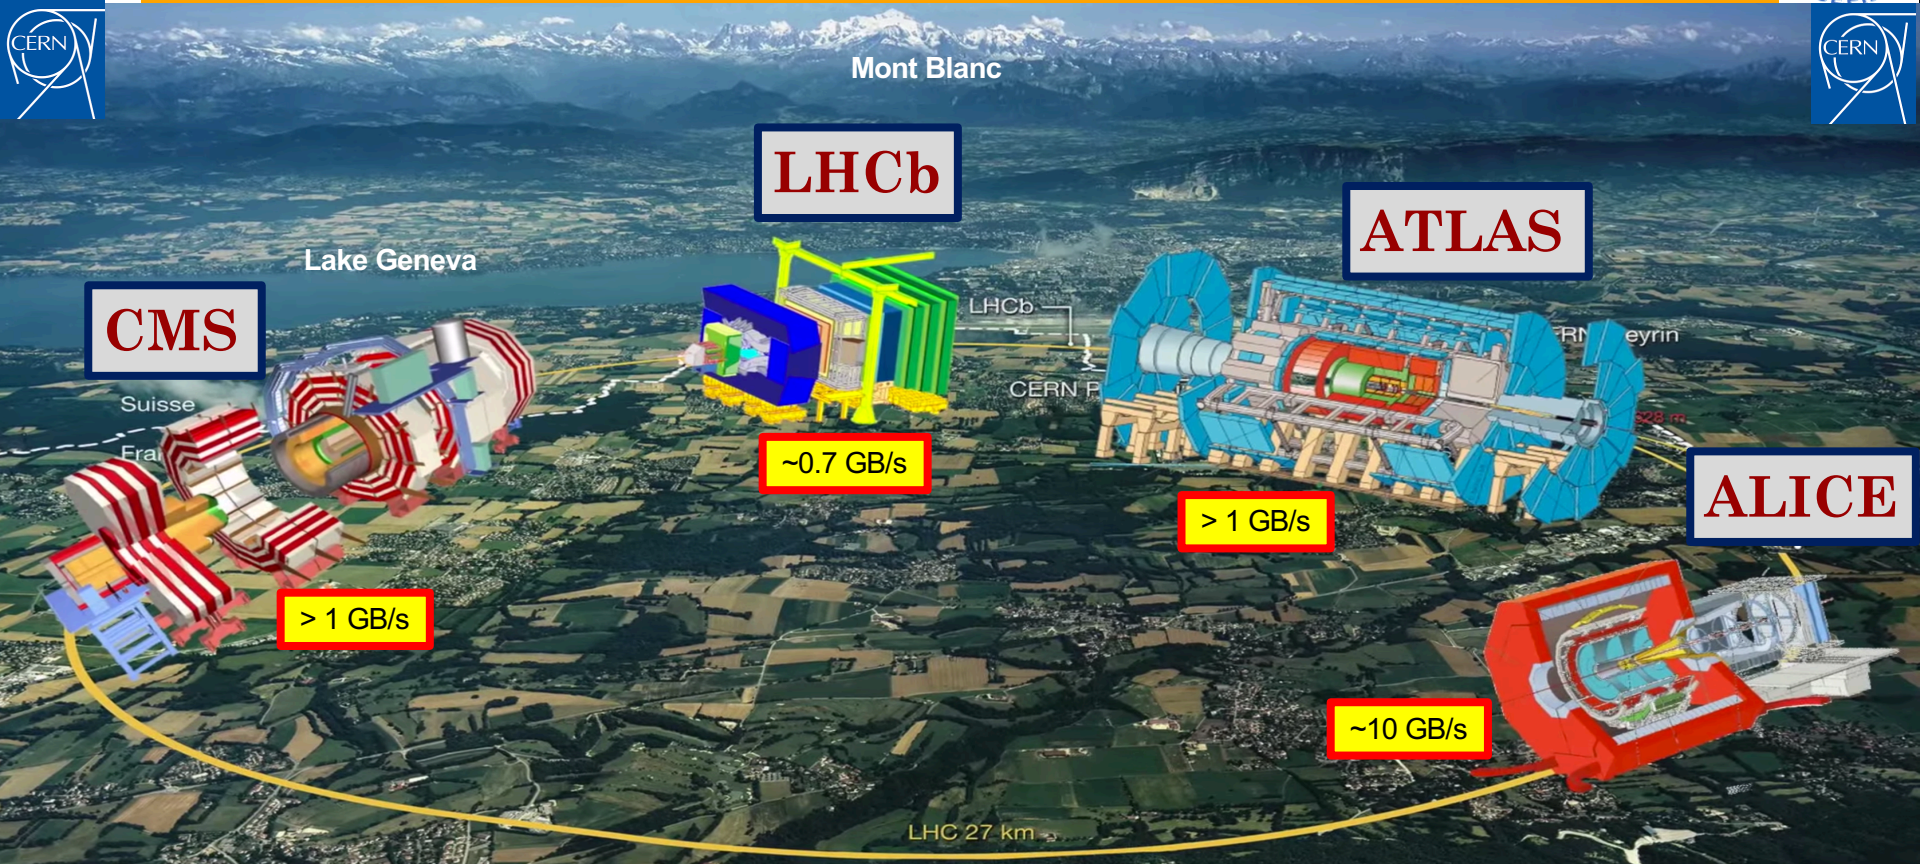 CERN
CERN
Mont Blanc
LHCb
ATLAS
Lake Geneva
CMS
LHCb
CERN
eyrin
Suisse
~0.7 GB/s
ALICE
> 1 GB/s
> 1 GB/s
~10 GB/s
LHC 27 km